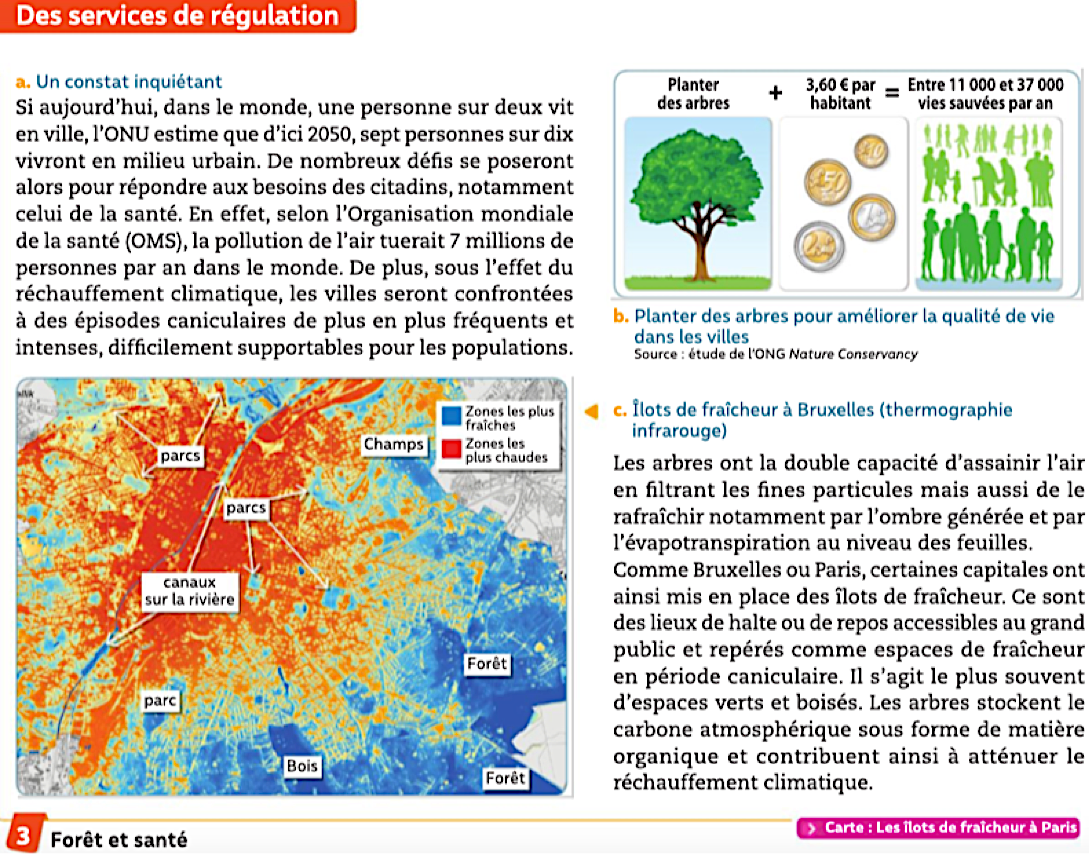 Des services de régulation
a. Un constat inquiétant
Si aujourd'hui, dans le monde, une personne sur deux vit
en ville, l'ONU estime que d'ici 2050, sept personnes sur dix
vivront en milieu urbain. De nombreux défis se poseront
alors pour répondre aux besoins des citadins, notamment
celui de la santé. En effet, selon l'Organisation mondiale
de la santé (OMS), la pollution de l'air tuerait 7 millions de
personnes par an dans le monde. De plus, sous l'effet du
réchauffement climatique, les villes seront confrontées
à des épisodes caniculaires de plus en plus fréquents et
intenses, difficilement supportables pour les populations.
Planter
des arbres
+
3,60 € par
habitant
=
Entre 11 000 et 37 000
vies sauvées par an
b. Planter des arbres pour améliorer la qualité de vie
dans les villes
Source : étude de l'ONG Nature Conservancy
Zones les plus
fraîches
Zones les
plus chaudes
Champs
parcs
parcs
canaux
sur la rivière
Forêt
parc
Bois
Forêt
c. Îlots de fraîcheur à Bruxelles (thermographie
infrarouge)
Les arbres ont la double capacité d'assainir l'air
en filtrant les fines particules mais aussi de le
rafraîchir notamment par l'ombre générée et par
l'évapotranspiration au niveau des feuilles.
Comme Bruxelles ou Paris, certaines capitales ont
ainsi mis en place des îlots de fraîcheur. Ce sont
des lieux de halte ou de repos accessibles au grand
public et repérés comme espaces de fraîcheur
en période caniculaire. Il s'agit le plus souvent
d'espaces verts et boisés. Les arbres stockent le
carbone atmosphérique sous forme de matière
organique et contribuent ainsi à atténuer le
réchauffement climatique.
3 Forêt et santé
Carte : Les îlots de fraîcheur à Paris